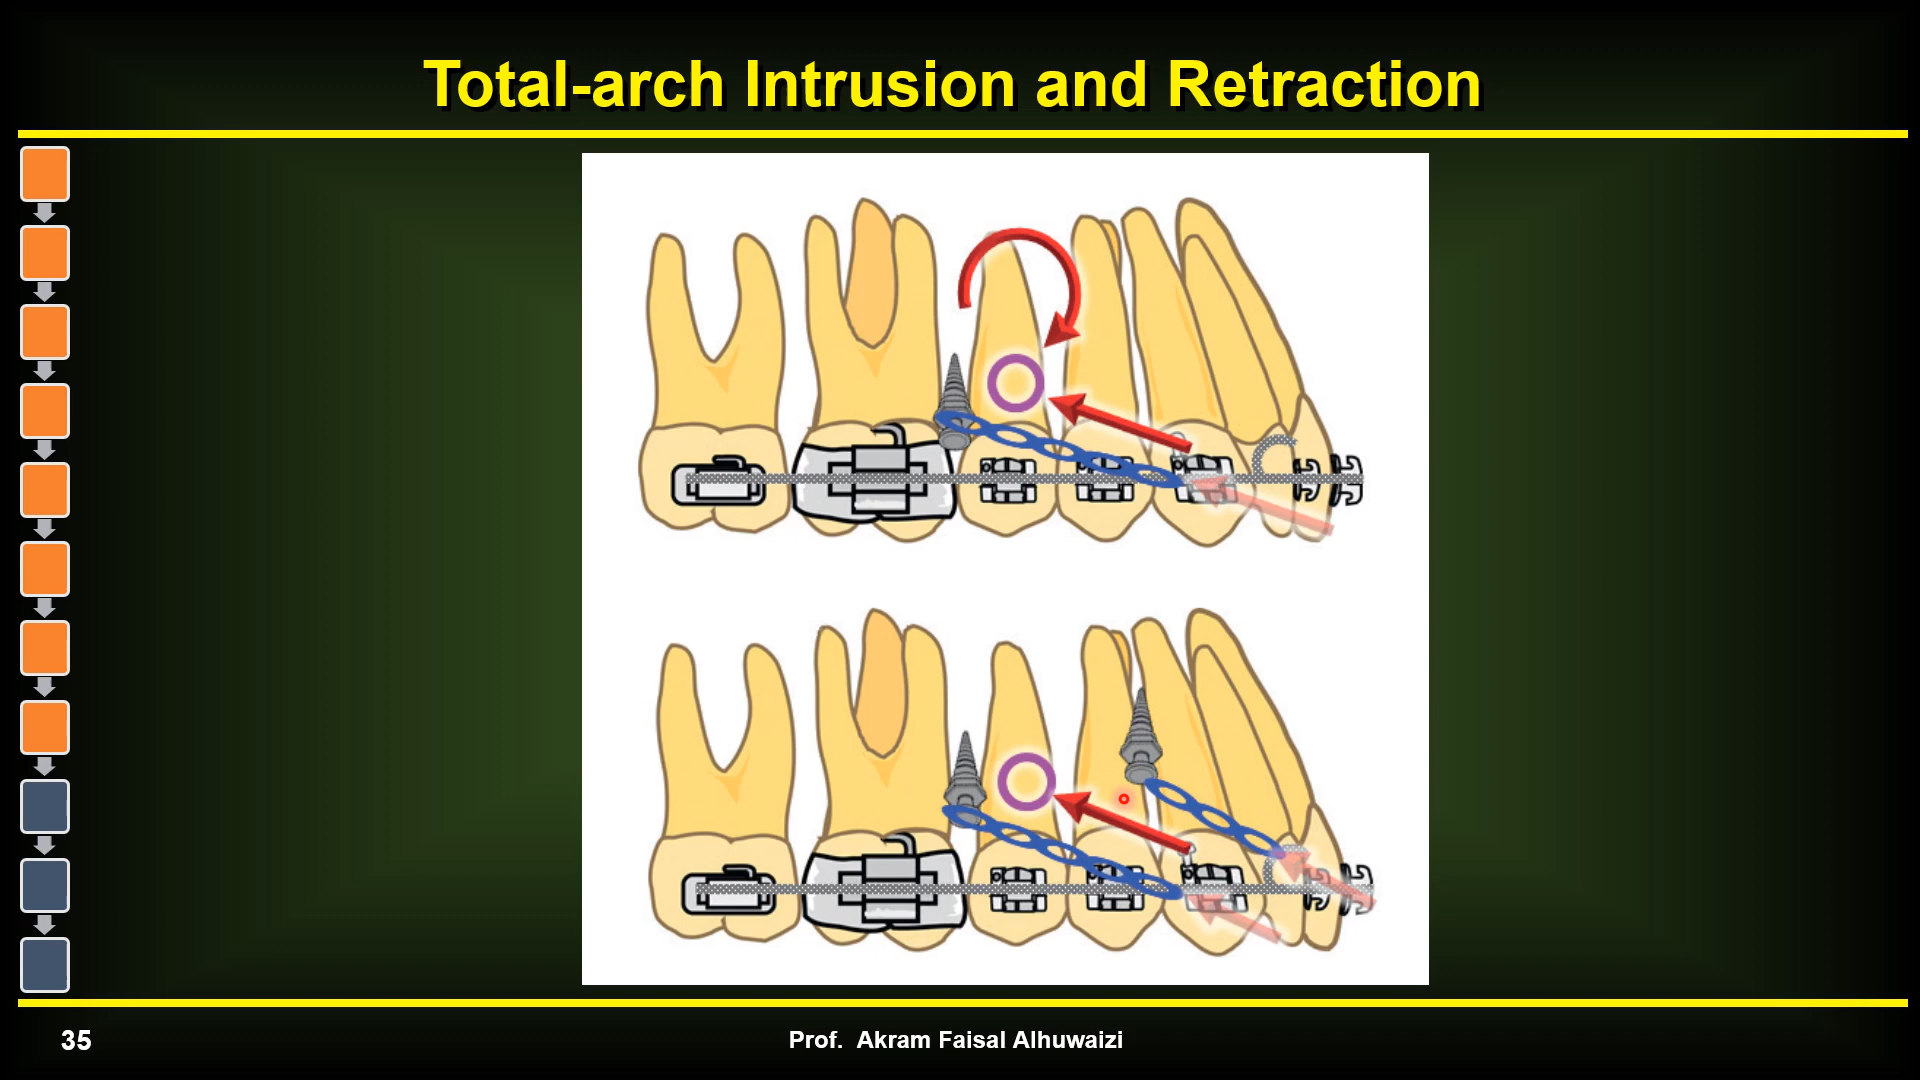 Total-arch Intrusion and Retraction
35
Prof. Akram Faisal Alhuwaizi